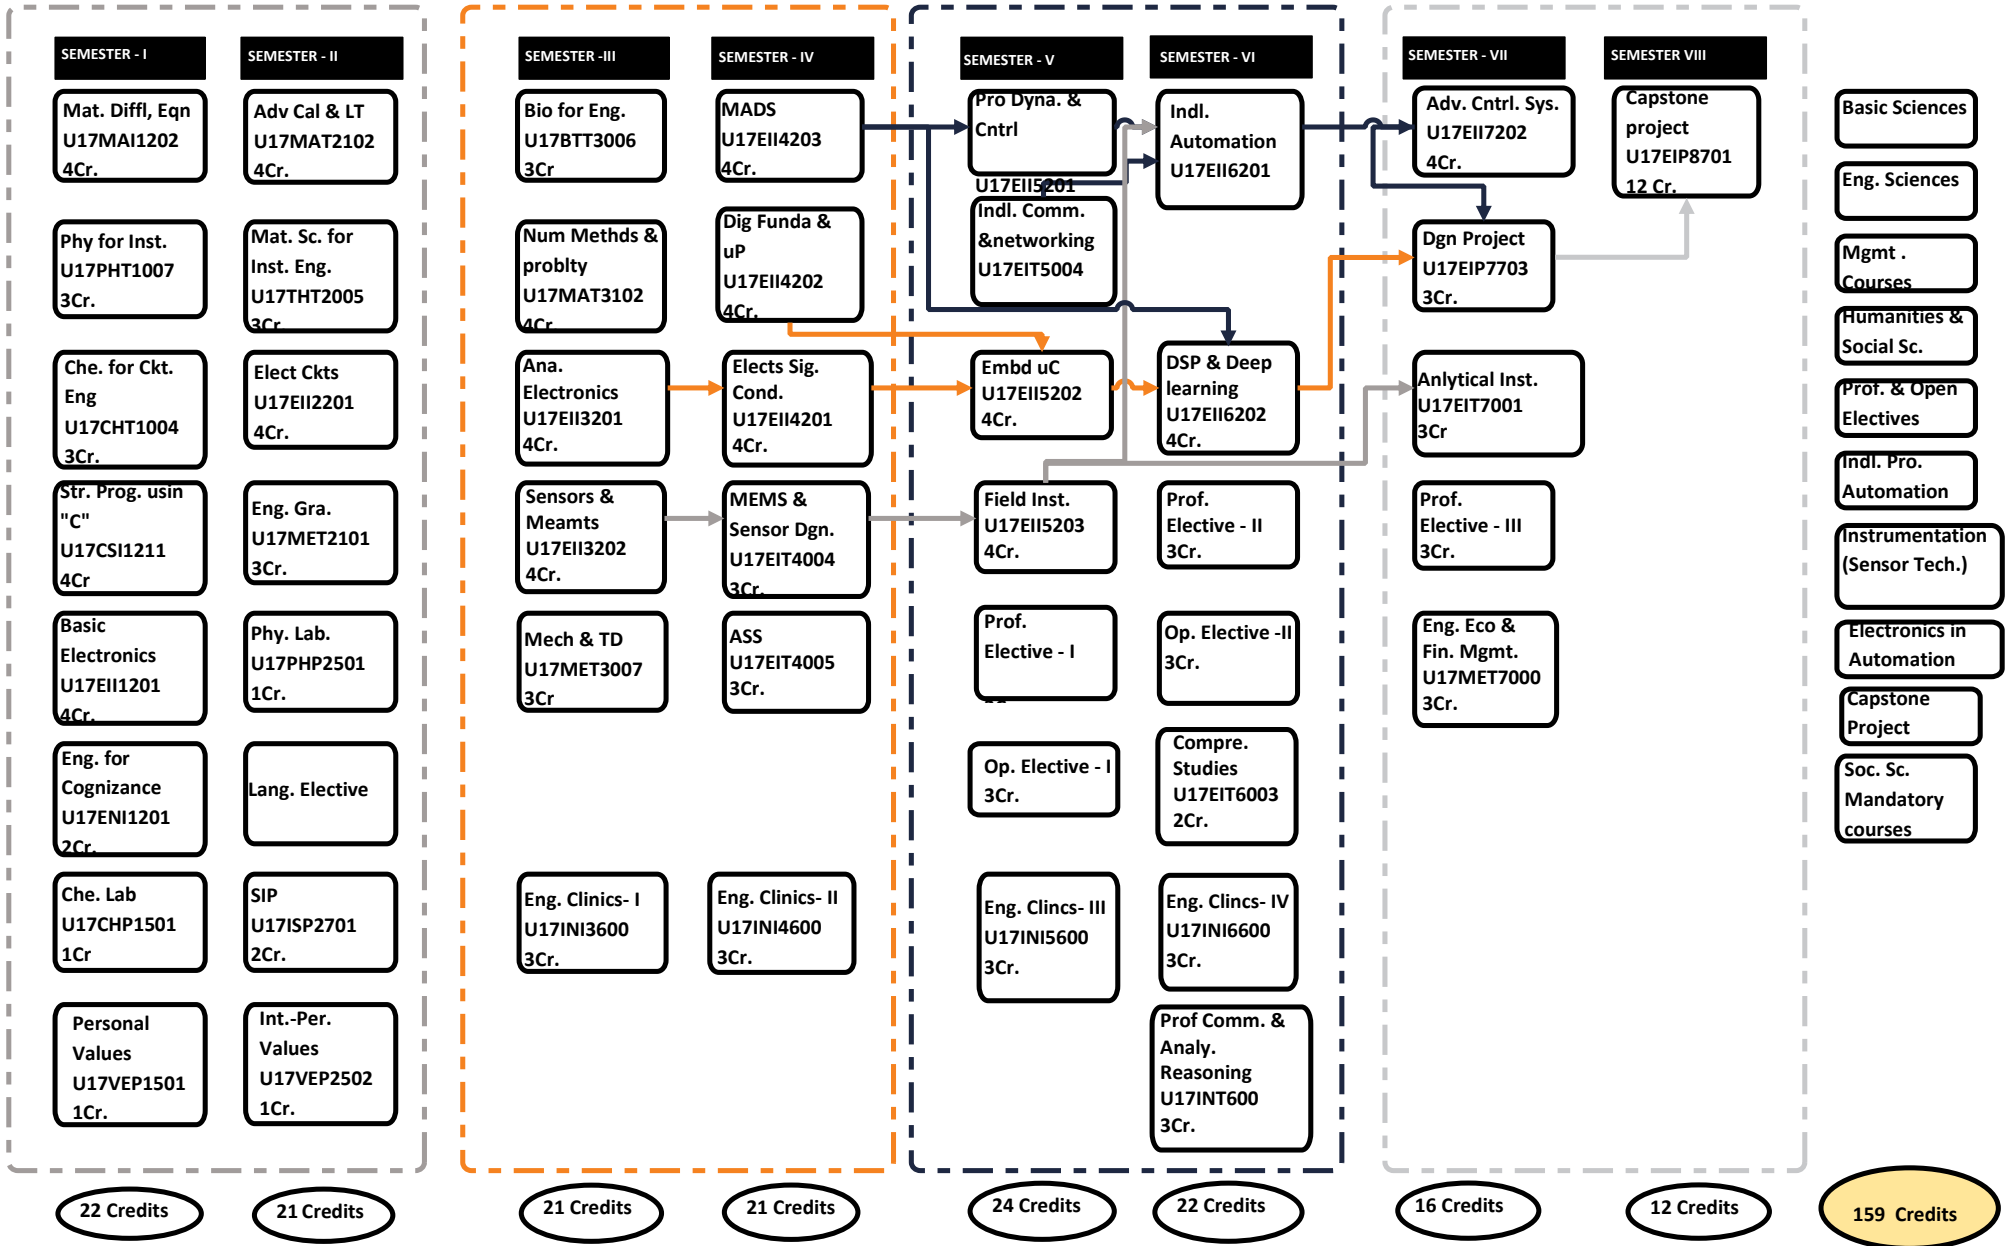 SEMESTER - I
Mat. Diffl, Eqn
U17MAI1202
4Cr.
Phy for Inst.
U17PHT1007
3Cr.
Che. for Ckt.
Eng
U17CHT1004
3Cr.
Str. Prog. usin
"C"
U17CSI1211
4Cr
Basic
Electronics
U17EII1201
4Cr.
Eng. for
Cognizance
U17ENI1201
2Cr.
Che. Lab
U17CHP1501
1Cr
Personal
Values
U17VEP1501
1Cr.
22 Credits
SEMESTER - II
Adv Cal & LT
U17MAT2102
4Cr.
Mat. Sc. for
Inst. Eng.
U17THT2005
3Cr
Elect Ckts
U17EII2201
4Cr.
Eng. Gra.
U17MET2101
3Cr.
Phy. Lab.
U17PHP2501
1Cr.
Lang. Elective
SIP
U17ISP2701
2Cr.
Int.-Per.
Values
U17VEP2502
1Cr.
21 Credits
SEMESTER -III
Bio for Eng.
U17BTT3006
3Cr
Num Methds &
problty
U17MAT3102
4Cr
Ana.
Electronics
U17EII3201
4Cr.
Sensors &
Meamts
U17EII3202
4Cr.
Mech & TD
U17MET3007
3Cr
Eng. Clinics- I
U17INI3600
3Cr.
21 Credits
SEMESTER - IV
MADS
U17EII4203
4Cr.
Dig Funda &
uP
U17EII4202
4Cr.
Elects Sig.
Cond.
U17EII4201
4Cr.
MEMS &
Sensor Dgn.
U17EIT4004
3Cr.
ASS
U17EIT4005
3Cr.
Eng. Clinics- II
U17INI4600
3Cr.
21 Credits
SEMESTER - V
Pro Dyna. &
Cntrl
U17EII5201
Indl. Comm.
&networking
U17EIT5004
Embd uC
U17EII5202
4Cr.
Field Inst.
U17EII5203
4Cr.
Prof.
Elective - I
Op. Elective - I
3Cr.
Eng. Clincs- III
U17INI5600
3Cr.
24 Credits
SEMESTER - VI
Indl.
Automation
U17EII6201
DSP & Deep
learning
U17EII6202
4Cr.
Prof.
Elective - II
3Cr.
Op. Elective -II
3Cr.
Compre.
Studies
U17EIT6003
2Cr.
Eng. Clincs- IV
U17INI6600
3Cr.
Prof Comm. &
Analy.
Reasoning
U17INT600
3Cr.
22 Credits
SEMESTER - VII
Adv. Cntrl. Sys.
U17EII7202
4Cr.
Dgn Project
U17EIP7703
3Cr.
Anlytical Inst.
U17EIT7001
3Cr
Prof.
Elective - III
3Cr.
Eng. Eco &
Fin. Mgmt.
U17MET7000
3Cr.
16 Credits
SEMESTER VIII
Capstone
project
U17EIP8701
12 Cr.
12 Credits
Basic Sciences
Eng. Sciences
Mgmt .
Courses
Humanities &
Social Sc.
Prof. & Open
Electives
Indl. Pro.
Automation
Instrumentation
(Sensor Tech.)
Electronics in
Automation
Capstone
Project
Soc. Sc.
Mandatory
courses
159 Credits